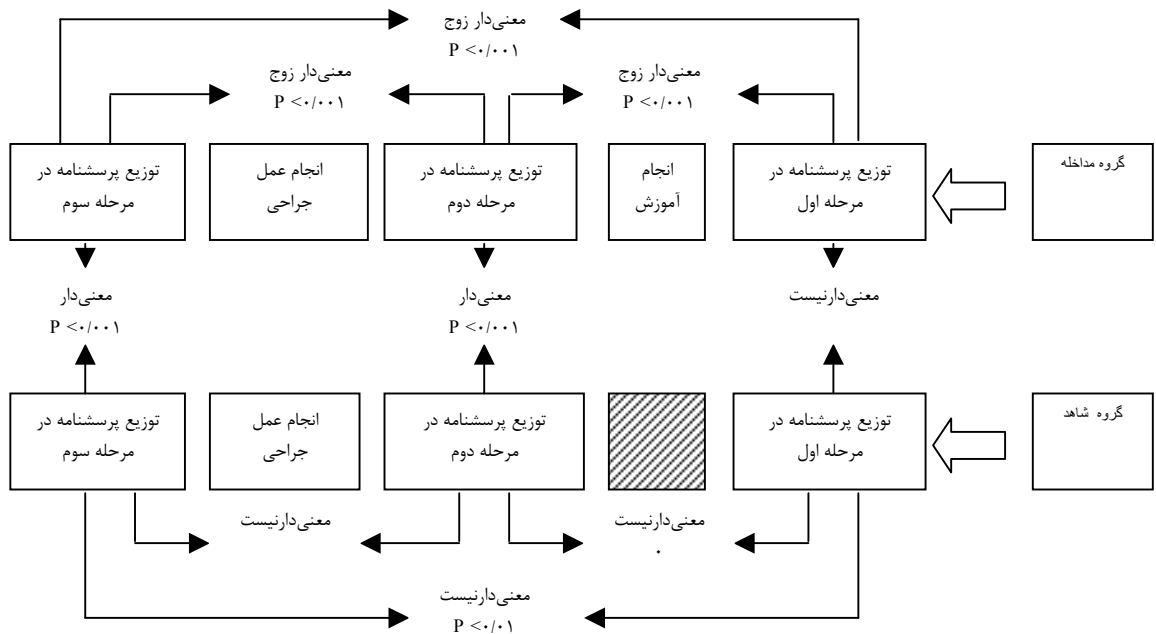 معنی‌دار زوج
P <۰/۰۰۱
معنی‌دار زوج
P <۰/۰۰۱
معنی‌دار زوج
P <۰/۰۰۱
گروه مداخله
توزیع پرسشنامه در
مرحله اول
انجام
آموزش
توزیع پرسشنامه در
مرحله دوم
انجام عمل
جراحی
توزیع پرسشنامه در
مرحله سوم
معنی‌دارنیست
معنی‌دار
P <۰/۰۰۱
معنی‌دار
P <۰/۰۰۱
گروه شاهد
توزیع پرسشنامه در
مرحله اول
توزیع پرسشنامه در
مرحله دوم
انجام عمل
جراحی
توزیع پرسشنامه در
مرحله سوم
معنی‌دارنیست
۰
معنی‌دارنیست
معنی‌دارنیست
P <۰/۰۱